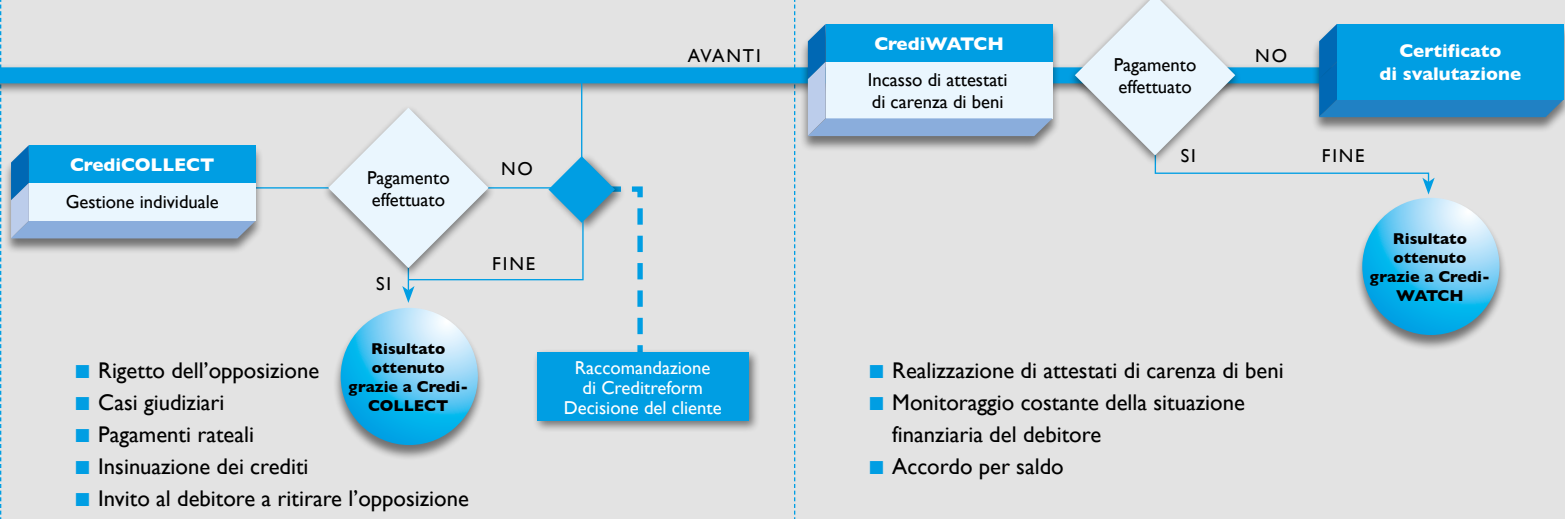 AVANTI
CrediCOLLECT
Gestione individuale
Pagamento
effettuato
NO
FINE
SI
Risultato
ottenuto
grazie a Credi-
COLLECT
Raccomandazione
di Creditreform
Decisione del cliente
■ Rigetto dell’opposizione
■ Casi giudiziari
■ Pagamenti rateali
■ Insinuazione dei crediti
■ Invito al debitore a ritirare l’opposizione
CrediWATCH
Incasso di attestati
di carenza di beni
Pagamento
effettuato
NO
Certificato
di svalutazione
SI
FINE
Risultato
ottenuto
grazie a Credi-
WATCH
■ Realizzazione di attestati di carenza di beni
■ Monitoraggio costante della situazione
finanziaria del debitore
■ Accordo per saldo